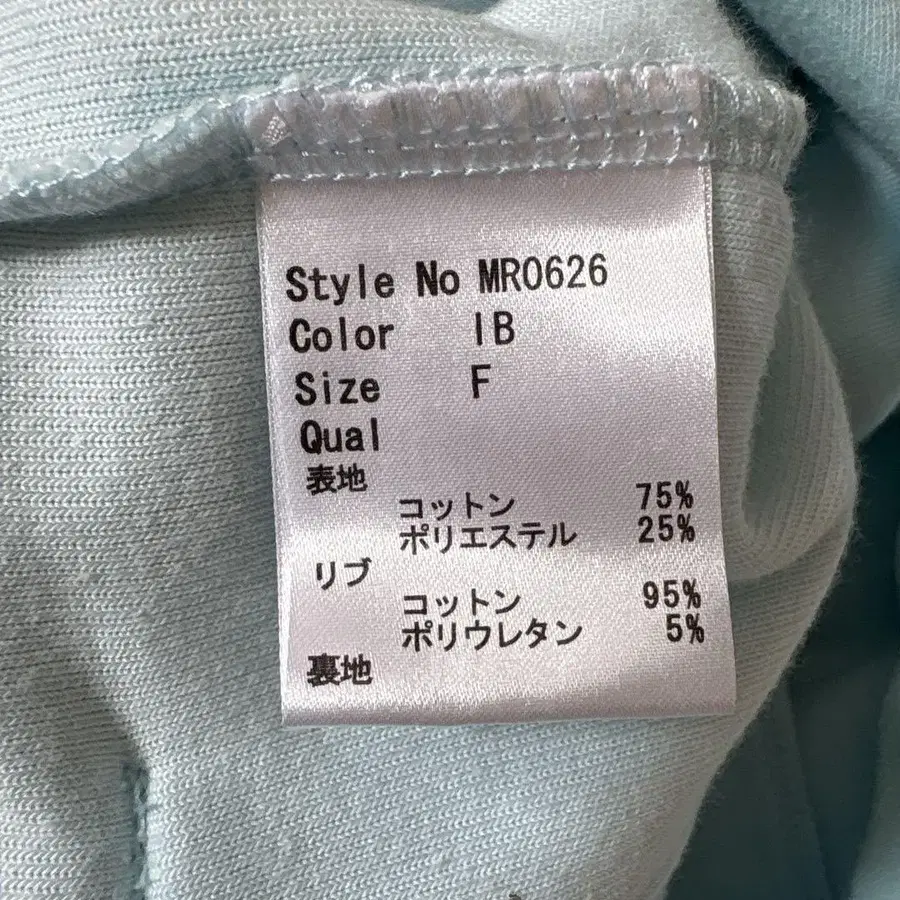 Style No MR0626
Color IB
Size F
Qual
表地
コットン 75%
ポリエステル 25%
リブ
コットン 95%
ポリウレタン 5%
裏地